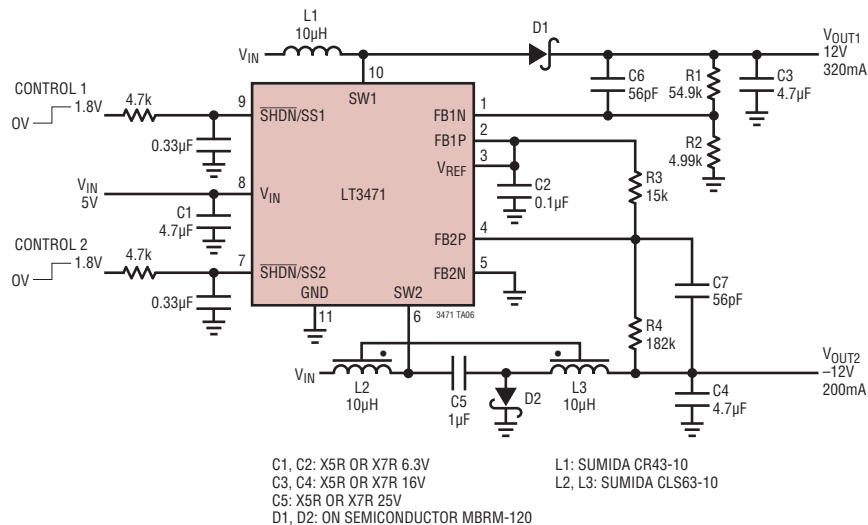 L1
10µH
D1
VOUT1
12V
320mA
VIN
10
SW1
C6
56pF
R1
54.9k
C3
4.7µF
CONTROL 1
1.8V
0V
4.7k
9
SHDN/SS1
0.33µF
1
FB1N
2
FB1P
3
VREF
R2
4.99k
VIN
5V
8
VIN
LT3471
C1
4.7µF
C2
0.1µF
R3
15k
CONTROL 2
1.8V
0V
4.7k
7
SHDN/SS2
0.33µF
4
FB2P
5
FB2N
GND
11
SW2
6
3471 TA06
C7
56pF
R4
182k
VIN
L2
10µH
C5
1µF
D2
L3
10µH
VOUT2
–12V
200mA
C4
4.7µF
C1, C2: X5R OR X7R 6.3V
C3, C4: X5R OR X7R 16V
C5: X5R OR X7R 25V
D1, D2: ON SEMICONDUCTOR MBRM-120
L1: SUMIDA CR43-10
L2, L3: SUMIDA CLS63-10